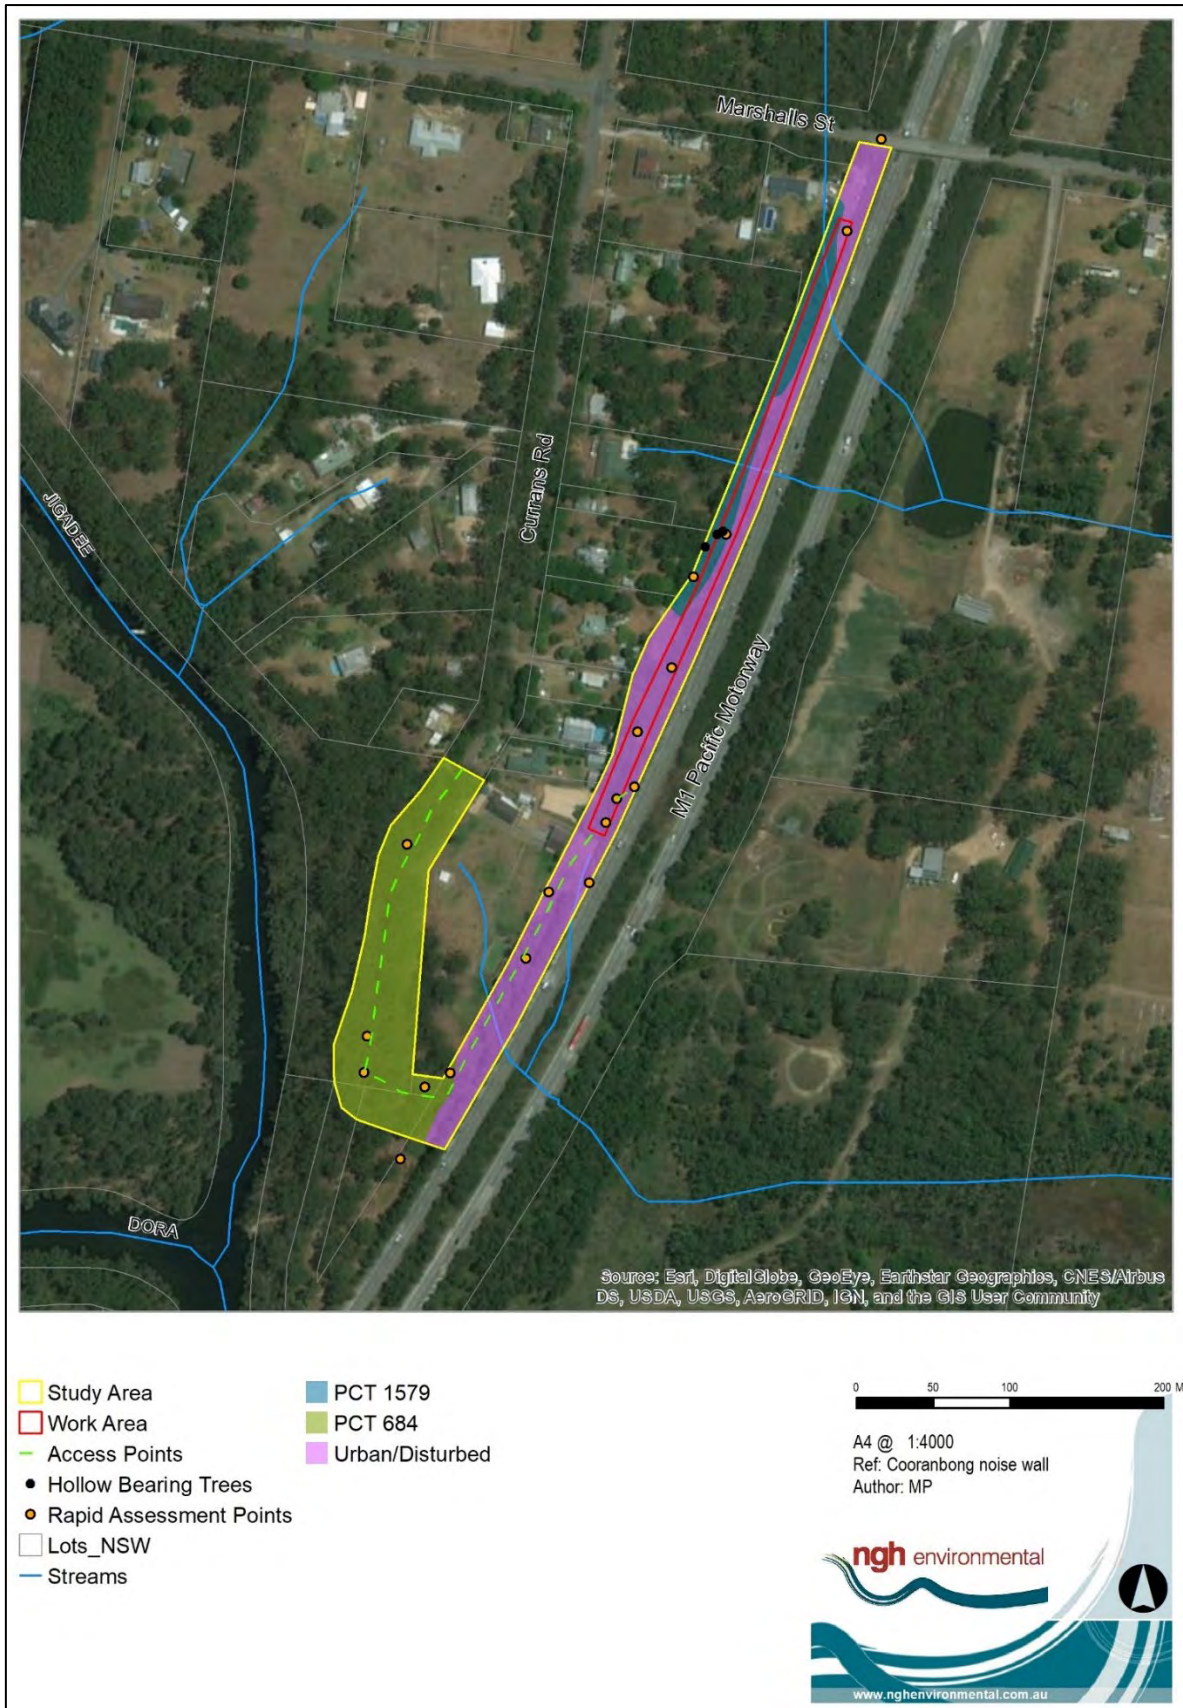 Marshalls St
Currans Rd
JIGADEE
M1 Pacific Motorway
DORA
Source: Esri, DigitalGlobe, GeoEye, Earthstar Geographics, CNES/Airbus
DS, USDA, USGS, AeroGRID, IGN, and the GIS User Community
Study Area
Work Area
Access Points
Hollow Bearing Trees
Rapid Assessment Points
Lots_NSW
Streams
PCT 1579
PCT 684
Urban/Disturbed
0 50 100 200 M
A4 @ 1:4000
Ref: Cooranbong noise wall
Author: MP
ngh environmental
www.nghenvironmental.com.au